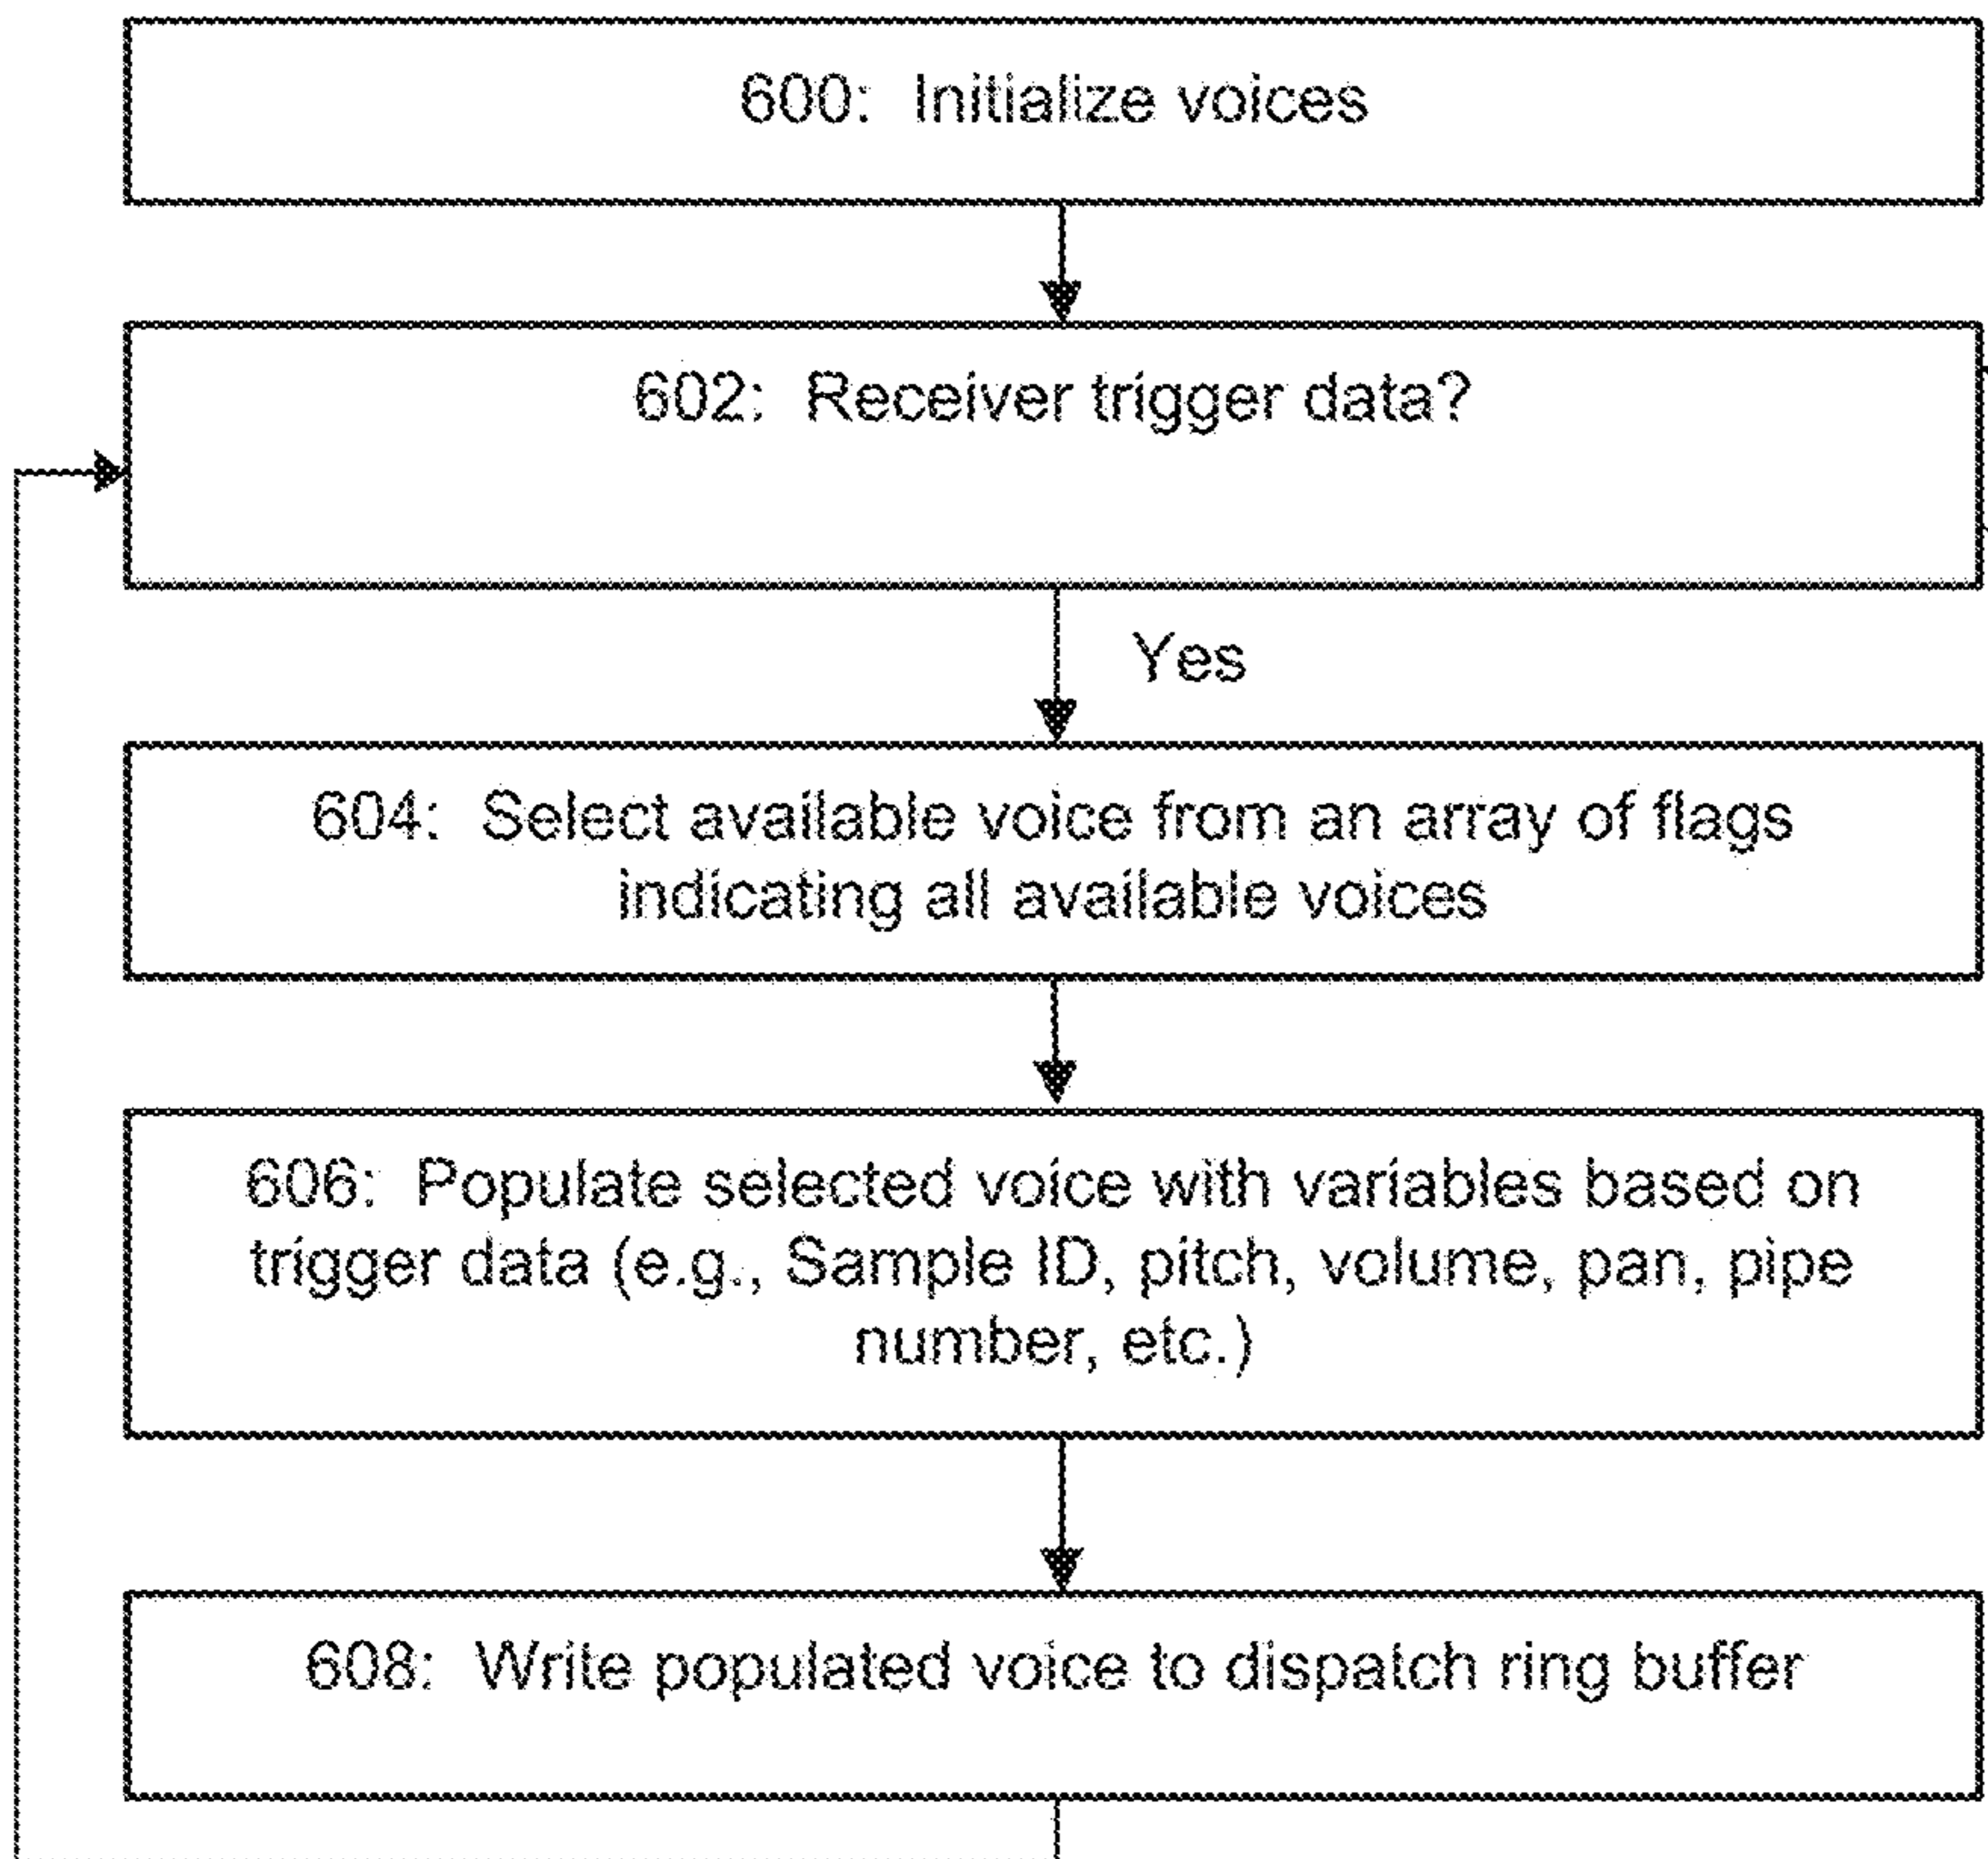 600: Initialize voices
602: Receiver trigger data?
Yes
604: Select available voice from an array of flags
indicating all available voices
606: Populate selected voice with variables based on
trigger data (e.g., Sample ID, pitch, volume, pan, pipe
number, etc.)
608: Write populated voice to dispatch ring buffer